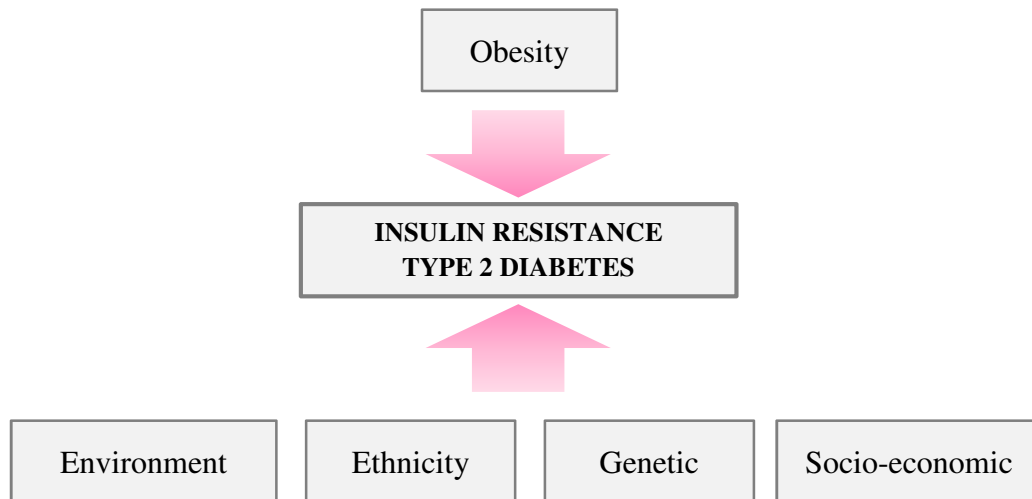 Obesity
INSULIN RESISTANCE
TYPE 2 DIABETES
Environment
Ethnicity
Genetic
Socio-economic